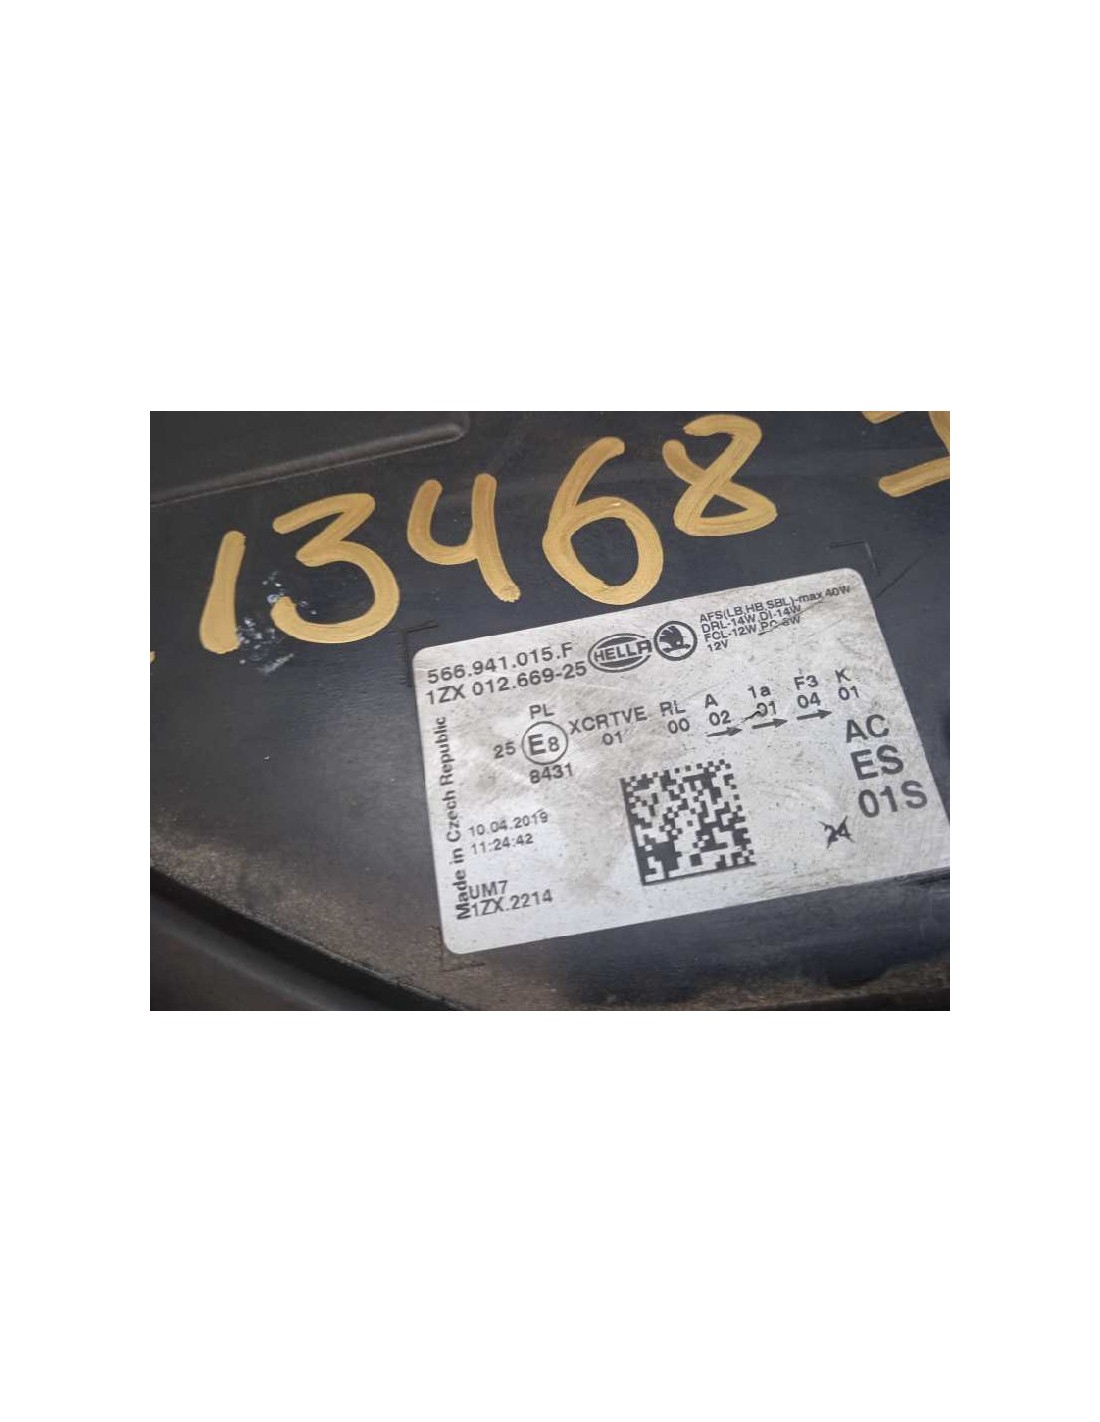 13468
566.941.015.F
1ZX 012.669-25
HELLA
AFS(LB,HB,SBL)-max 40W
DRL-14W,DI-14W
FCL-12W,PO-3W
12V
PL
25 E8 XCRTVE RL A 1a F3 K
01 00 02 01 04 01
8431
AC
ES
01S
24
Made in Czech Republic
10.04.2019
11:24:42
UM7
1ZX.2214